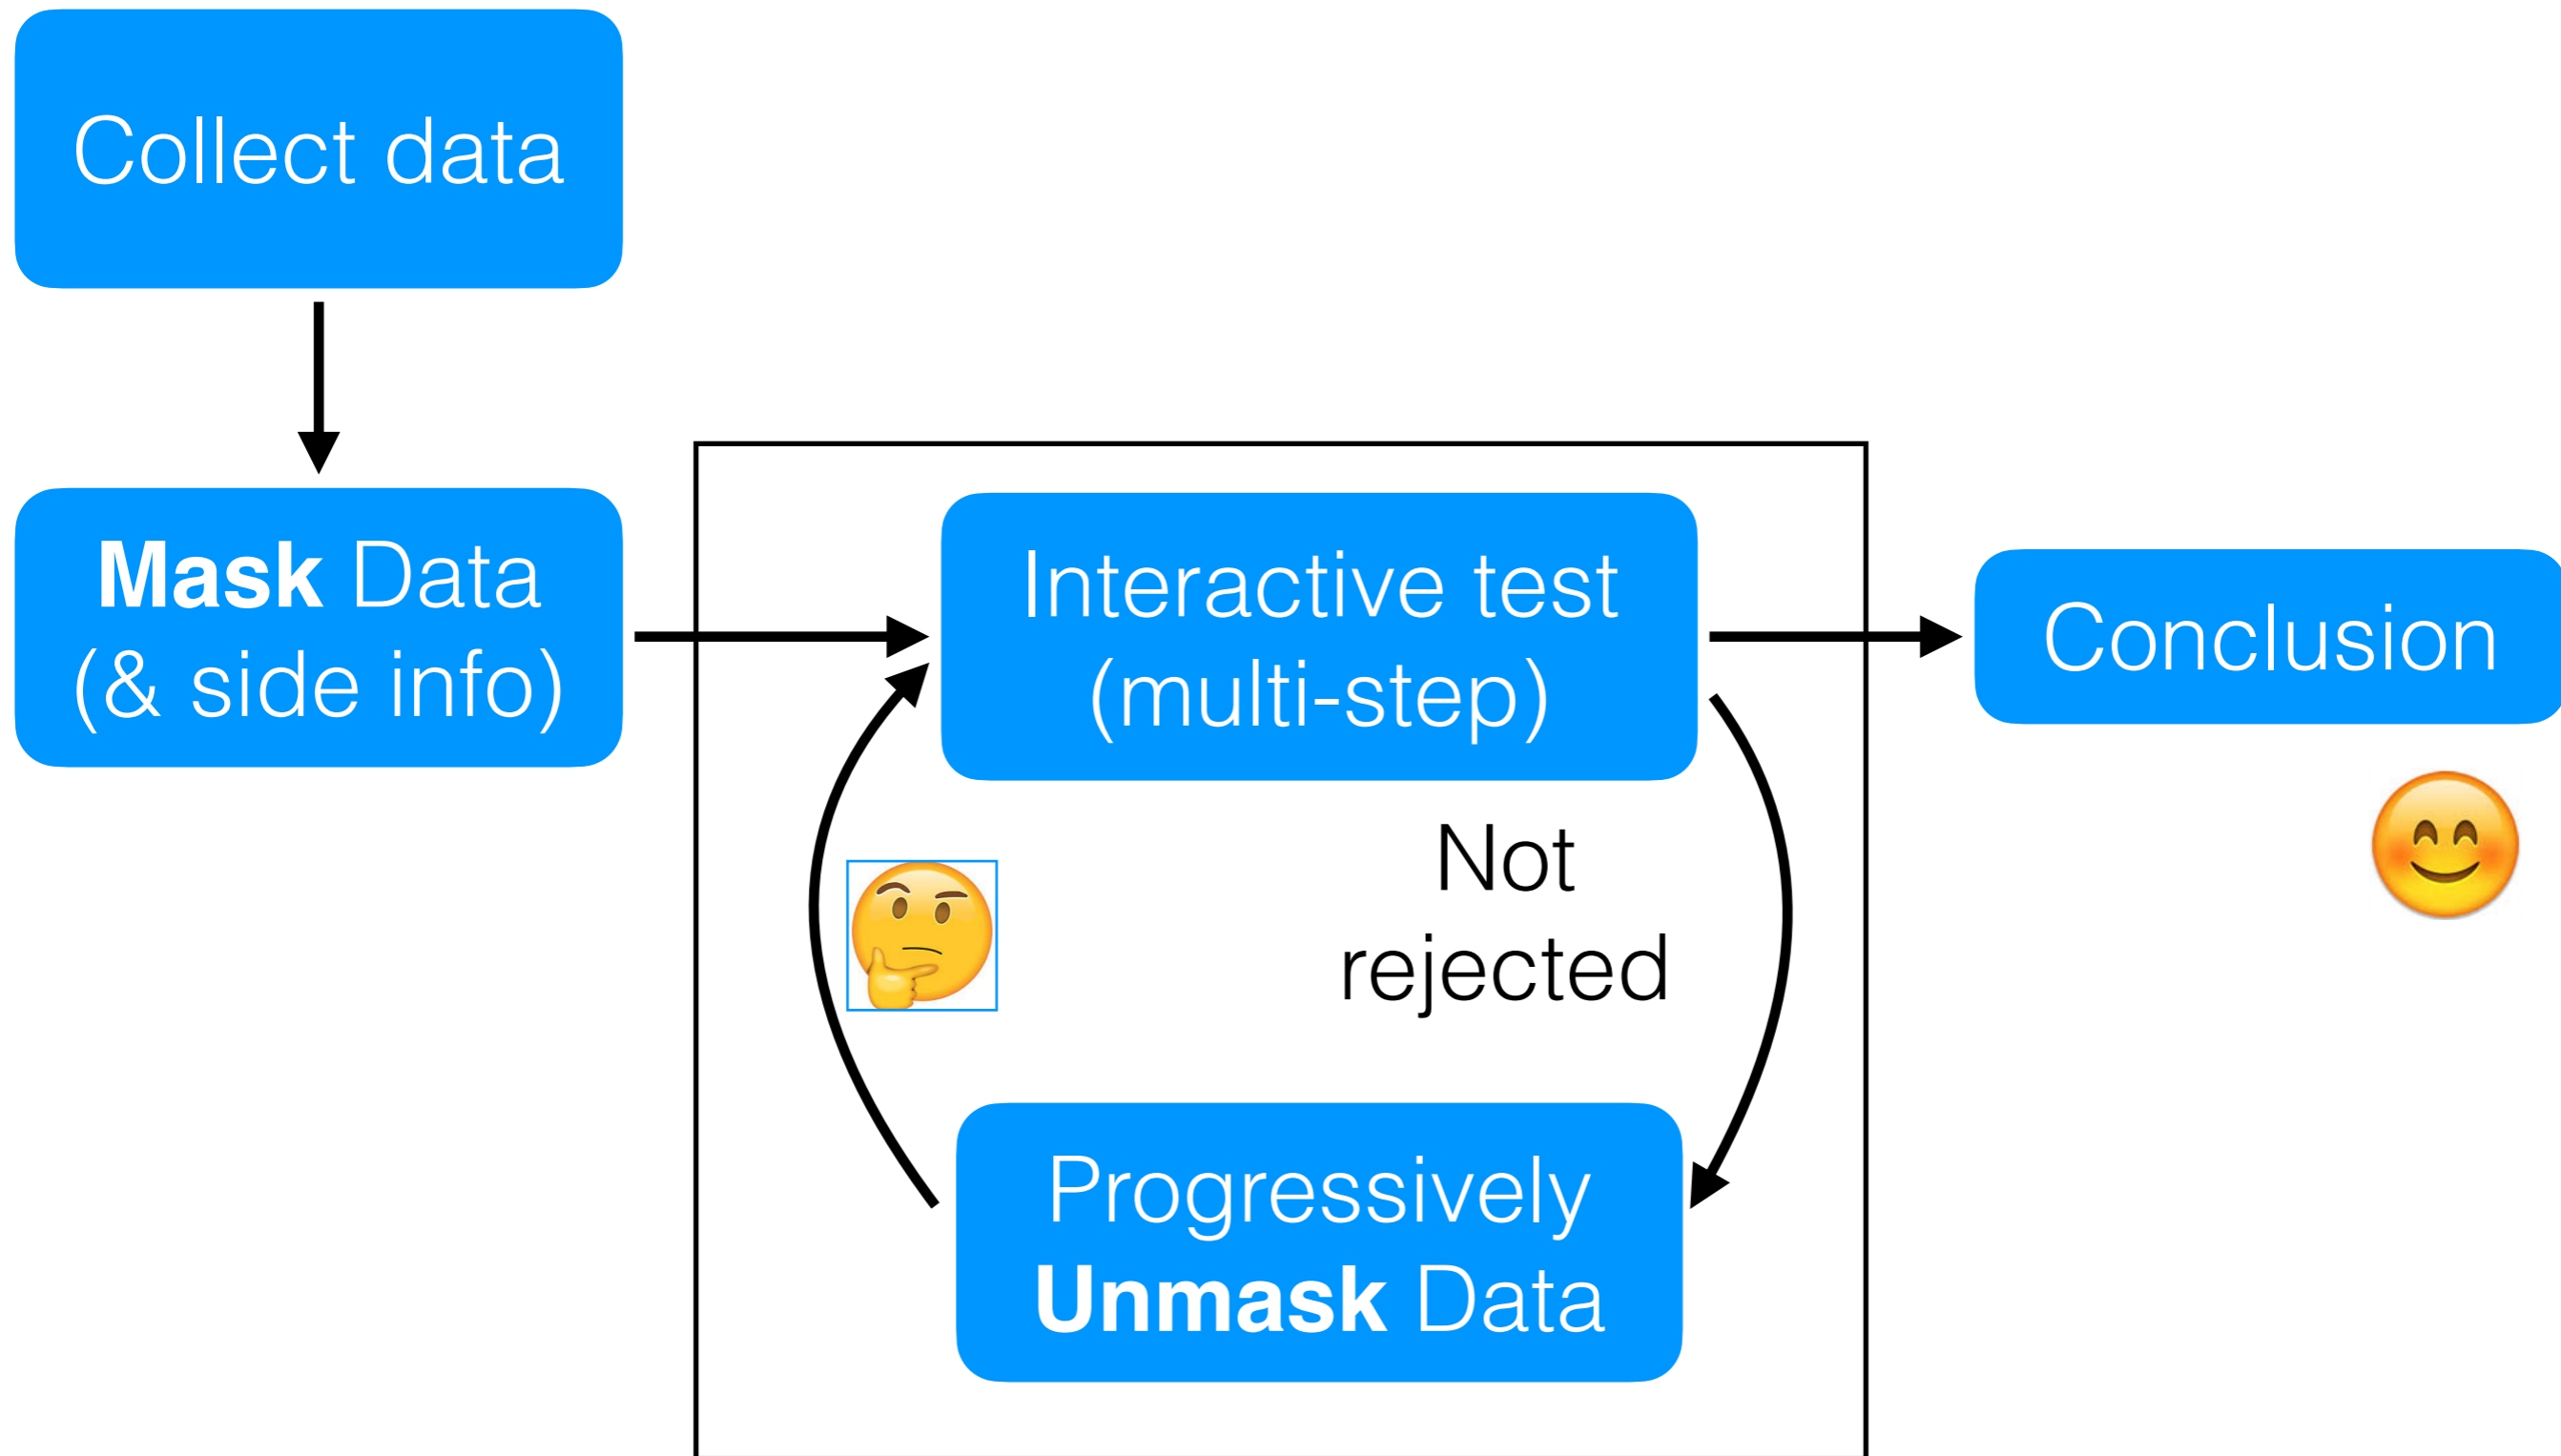 Collect data
Mask Data
(& side info)
Interactive test
(multi-step)
Conclusion
Not
rejected
Progressively
Unmask Data